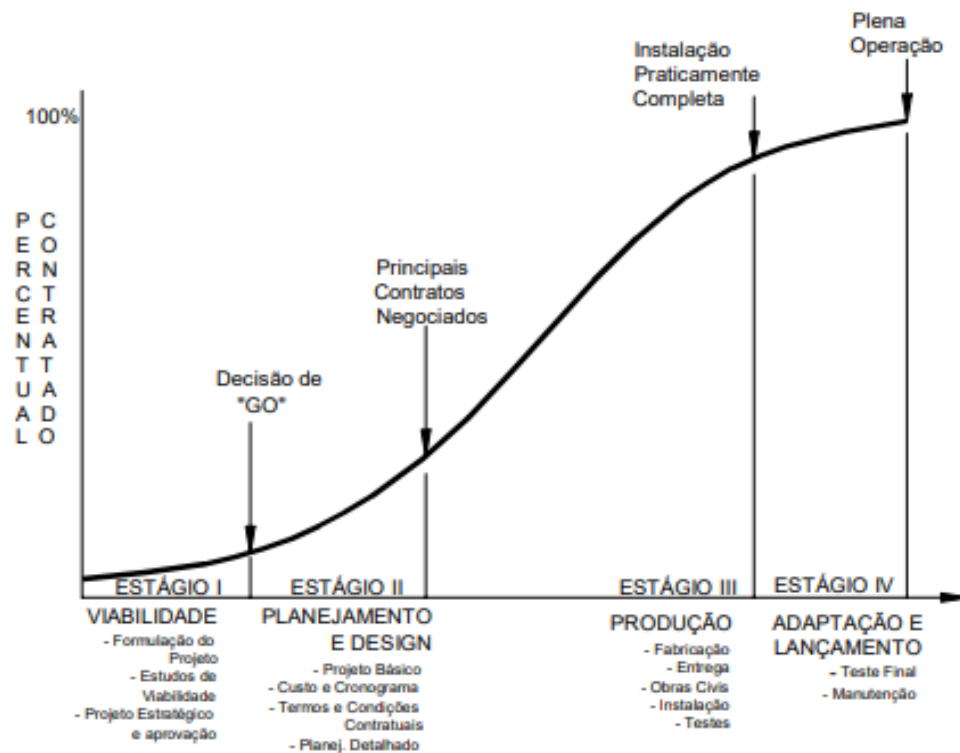 Plena
Operação
Instalação
Praticamente
Completa
100%
PERCENTUAL
CONTRATADO
Principais
Contratos
Negociados
Decisão de
"GO"
ESTÁGIO I
VIABILIDADE
- Formulação do
Projeto
- Estudos de
Viabilidade
- Projeto Estratégico
e aprovação
ESTÁGIO II
PLANEJAMENTO
E DESIGN
- Projeto Básico
- Custo e Cronograma
- Termos e Condições
Contratuais
- Planej. Detalhado
ESTÁGIO III
PRODUÇÃO
- Fabricação
- Entrega
- Obras Civis
- Instalação
- Testes
ESTÁGIO IV
ADAPTAÇÃO E
LANÇAMENTO
- Teste Final
- Manutenção